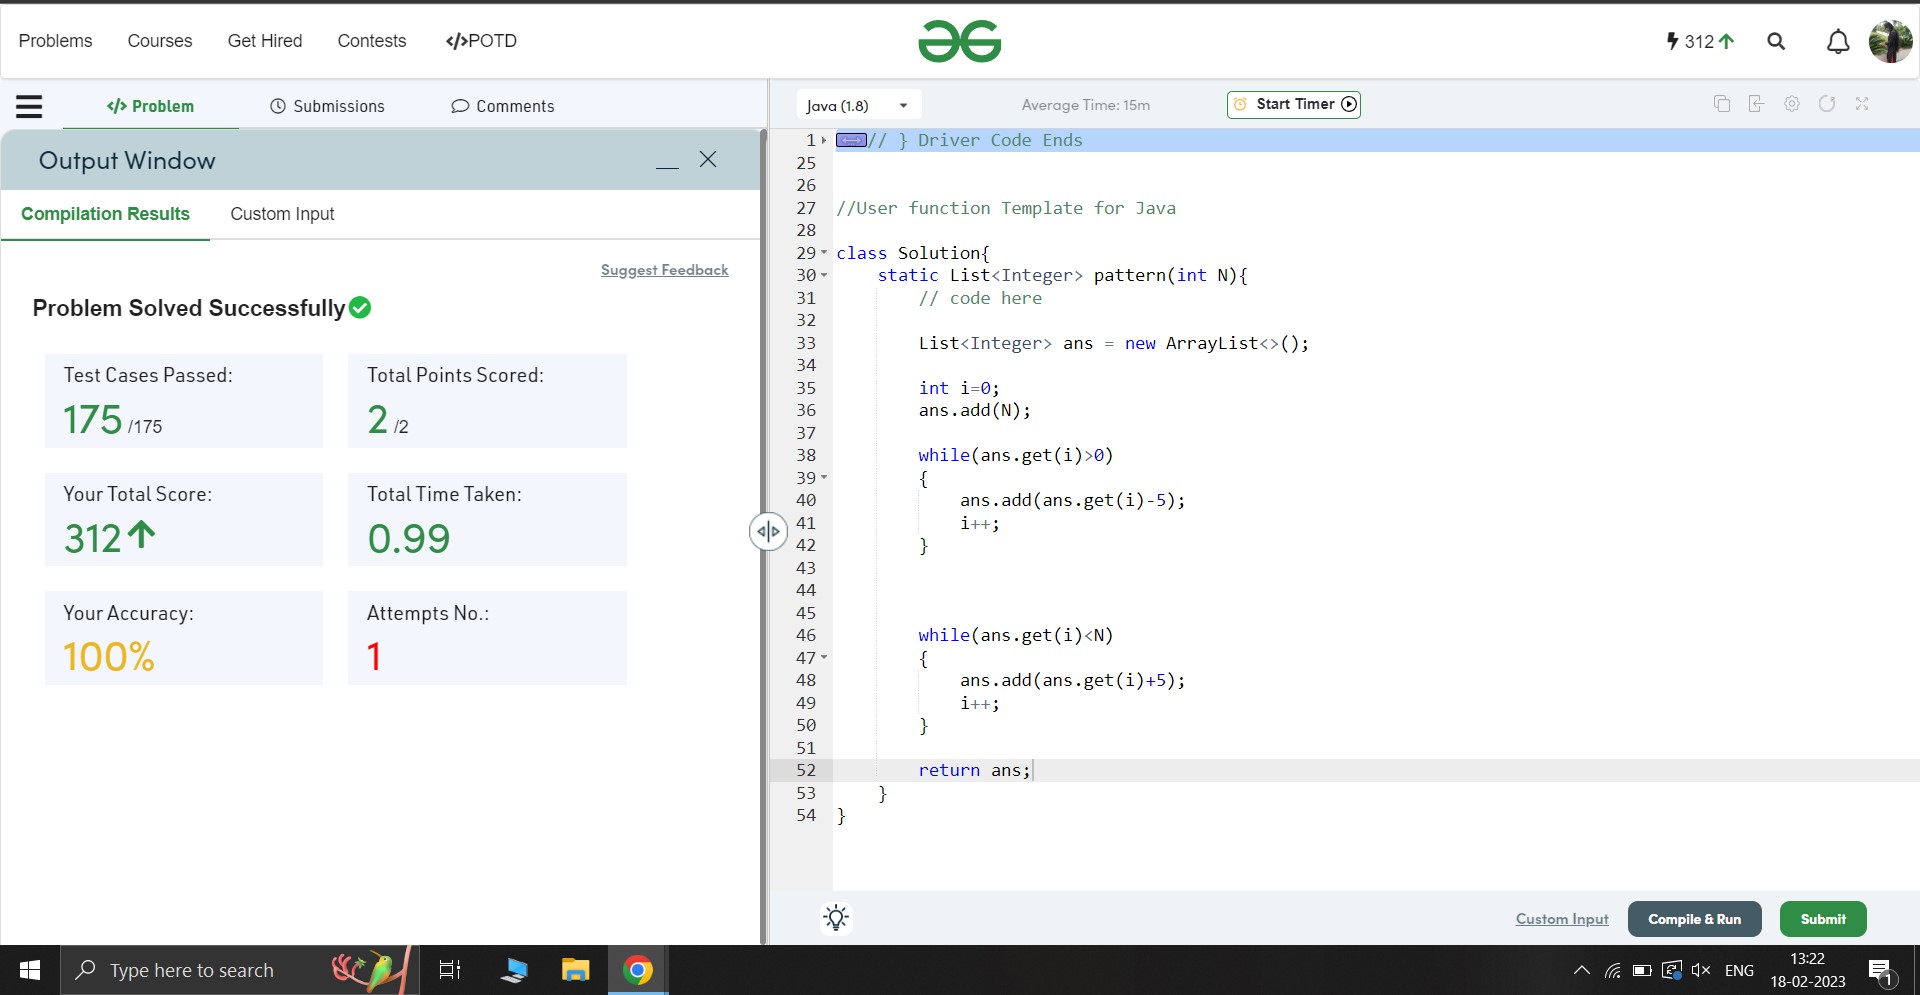 Problems Courses Get Hired Contests </>POTD
312
</> Problem Submissions Comments
Output Window
Compilation Results Custom Input
Suggest Feedback
Problem Solved Successfully
Test Cases Passed:
175 /175
Total Points Scored:
2 /2
Your Total Score:
312
Total Time Taken:
0.99
Your Accuracy:
100%
Attempts No.:
1
Java (1.8) Average Time: 15m Start Timer
1 // } Driver Code Ends
25
26
27 //User function Template for Java
28
29 class Solution{
30 static List<Integer> pattern(int N){
31 // code here
32
33 List<Integer> ans = new ArrayList<>();
34
35 int i=0;
36 ans.add(N);
37
38 while(ans.get(i)>0)
39 {
40 ans.add(ans.get(i)-5);
41 i++;
42 }
43
44
45
46 while(ans.get(i)<N)
47 {
48 ans.add(ans.get(i)+5);
49 i++;
50 }
51
52 return ans;
53 }
54 }
Custom Input Compile & Run Submit
Type here to search
ENG
13:22
18-02-2023
1